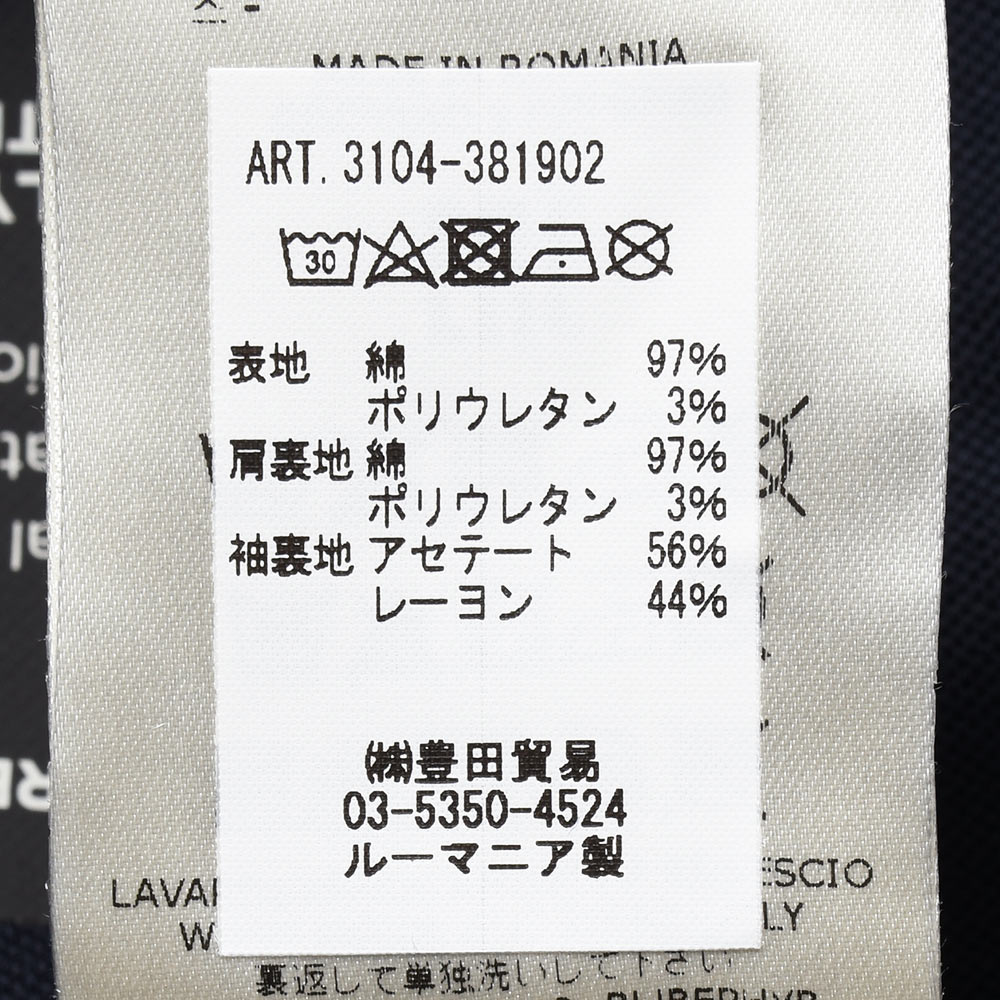 MADE IN ROMANIA
ART. 3104-381902
30
表地 綿 97%
ポリウレタン 3%
肩裏地 綿 97%
ポリウレタン 3%
袖裏地 アセテート 56%
レーヨン 44%
㈱豊田貿易
03-5350-4524
ルーマニア製
裏返して単独洗いして下さい